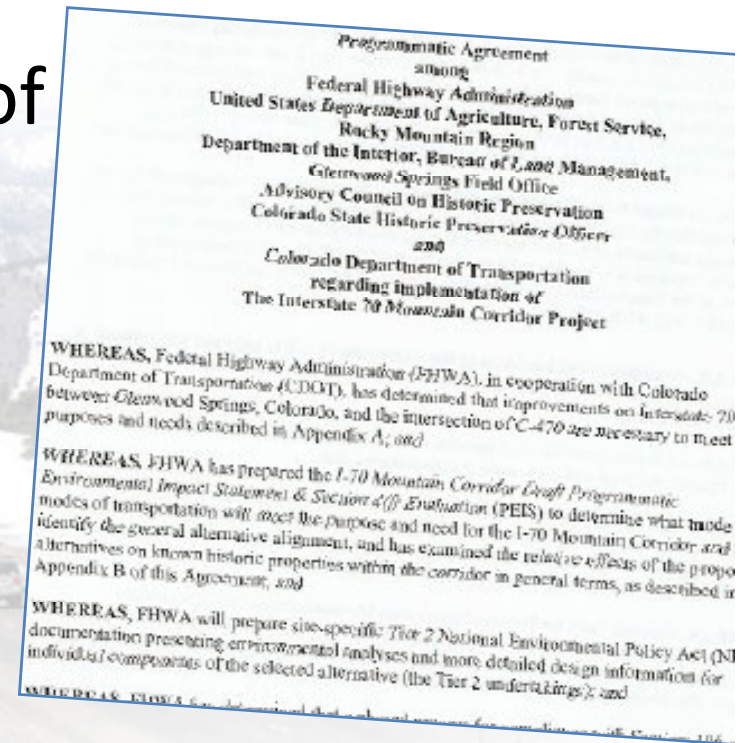 of
Programmatic Agreement
among
Federal Highway Administration
United States Department of Agriculture, Forest Service,
Rocky Mountain Region
Department of the Interior, Bureau of Land Management,
Glenwood Springs Field Office
Advisory Council on Historic Preservation
Colorado State Historic Preservation Officer
and
Colorado Department of Transportation
regarding implementation of
The Interstate 70 Mountain Corridor Project
WHEREAS, Federal Highway Administration (FHWA), in cooperation with Colorado
Department of Transportation (CDOT), has determined that improvements on Interstate 70
between Glenwood Springs, Colorado, and the intersection of C-470 are necessary to meet
purposes and needs described in Appendix A; and
WHEREAS, FHWA has prepared the I-70 Mountain Corridor Draft Programmatic
Environmental Impact Statement & Section 4(f) Evaluation (PEIS) to determine what mode
modes of transportation will meet the purpose and need for the I-70 Mountain Corridor and
identify the general alternative alignment, and has examined the relative effects of the propo
alternatives on known historic properties within the corridor in general terms, as described in
Appendix B of this Agreement; and
WHEREAS, FHWA will prepare site-specific Tier 2 National Environmental Policy Act (NE
documentation presenting environmental analyses and more detailed design information for
individual components of the selected alternative (the Tier 2 undertakings); and
WHEREAS, FHWA has determined that